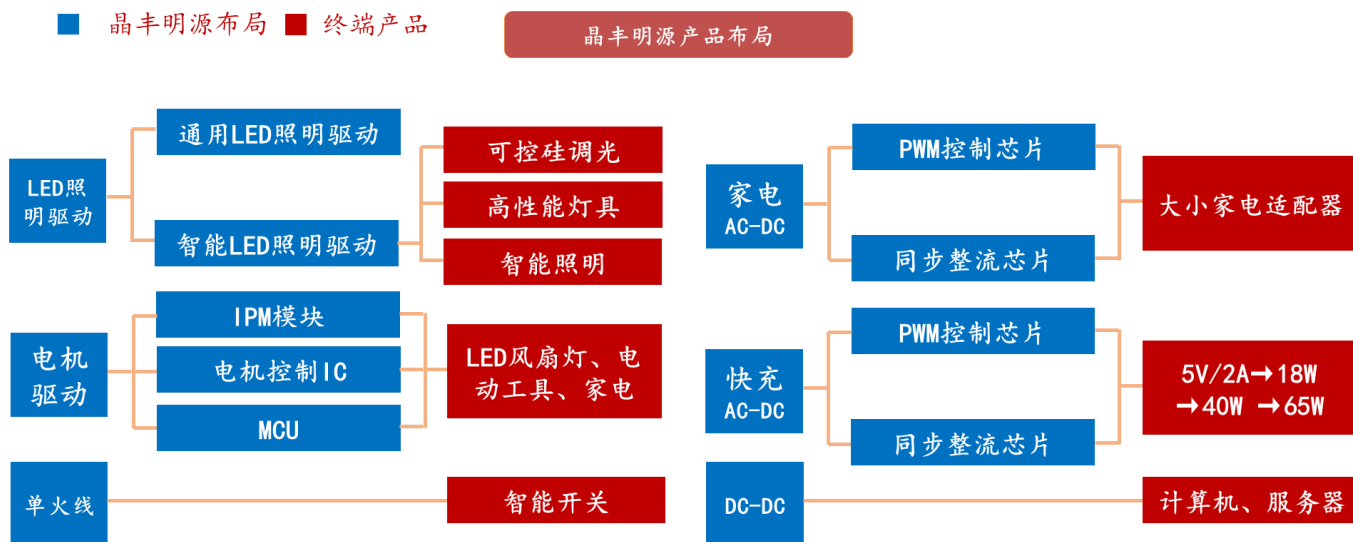 晶丰明源布局
终端产品
晶丰明源产品布局
LED照
明驱动
通用LED照明驱动
智能LED照明驱动
可控硅调光
高性能灯具
智能照明
电机
驱动
IPM模块
电机控制IC
MCU
LED风扇灯、电
动工具、家电
单火线
智能开关
家电
AC-DC
PWM控制芯片
同步整流芯片
大小家电适配器
快充
AC-DC
PWM控制芯片
同步整流芯片
5V/2A→18W
→40W →65W
DC-DC
计算机、服务器